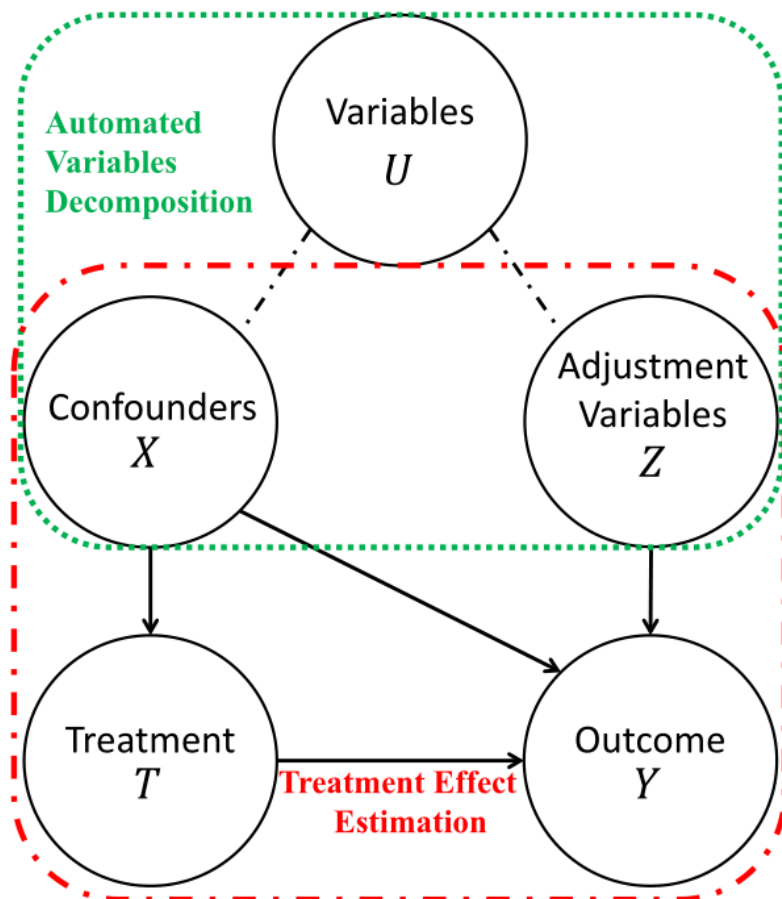 Variables
U
Automated
Variables
Decomposition
Confounders
X
Adjustment
Variables
Z
Treatment
T
Treatment Effect
Estimation
Outcome
Y